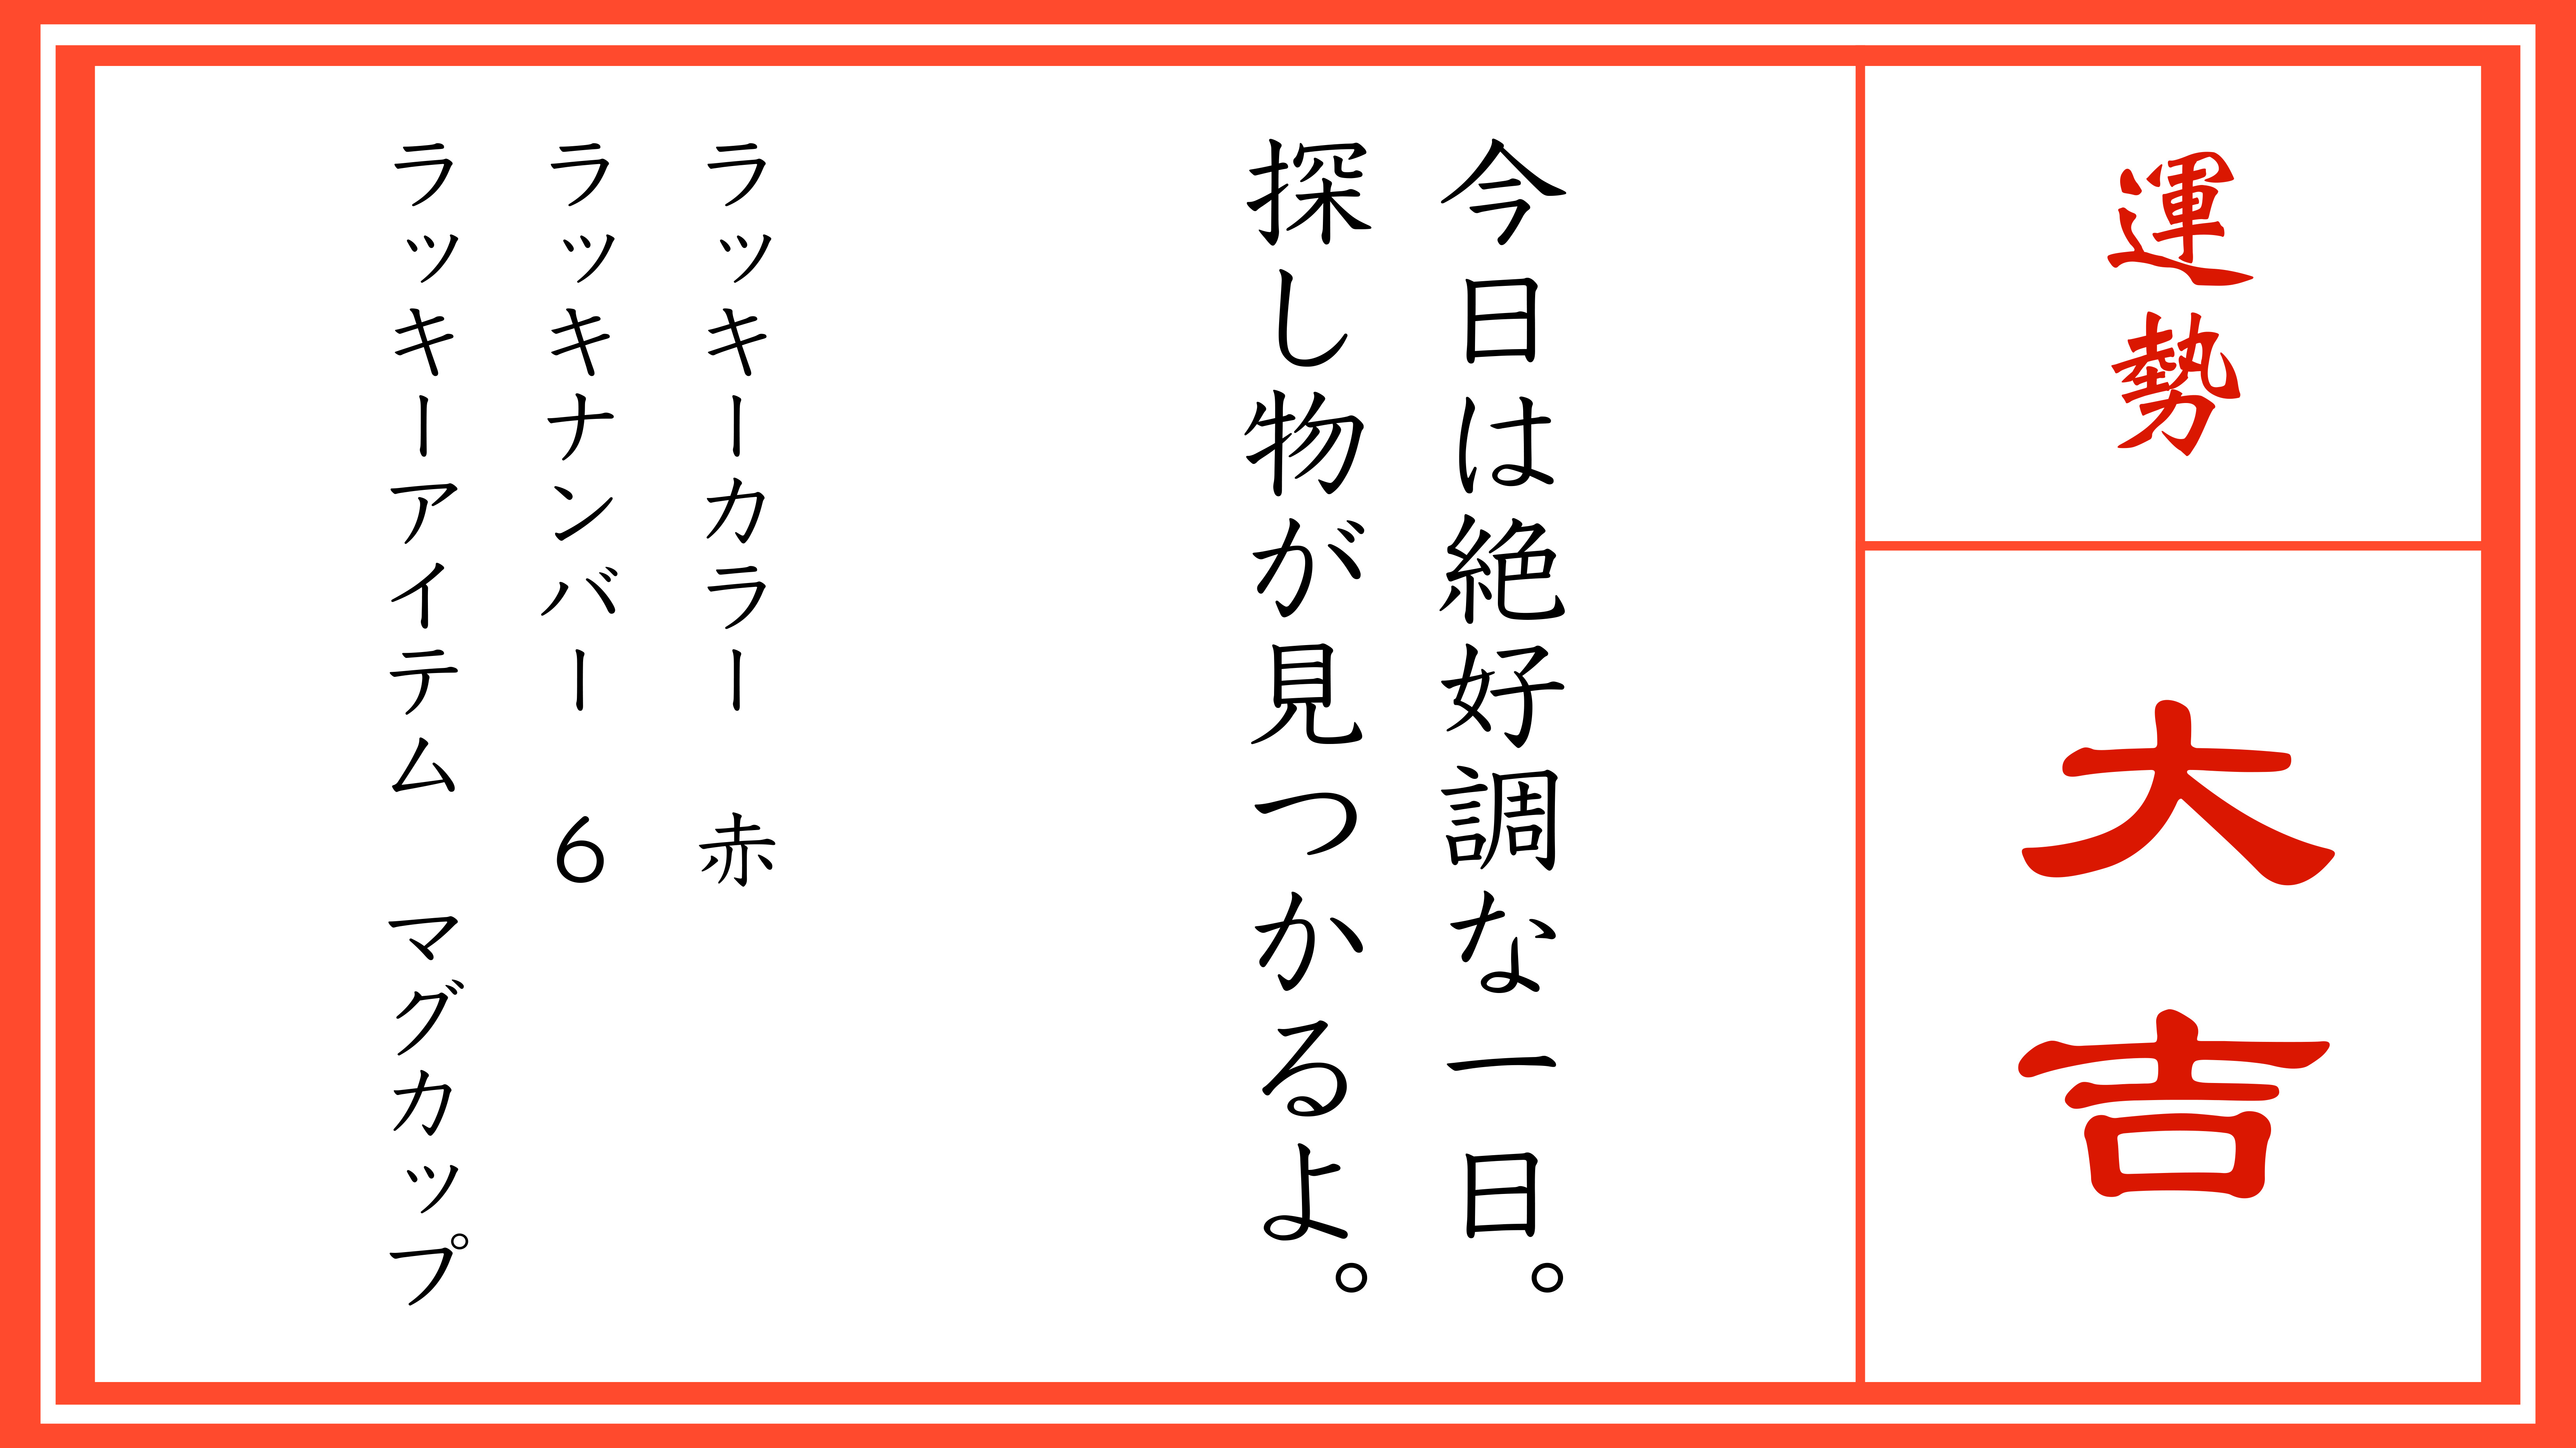 運勢
大吉
今日は絶好調な一日。
探し物が見つかるよ。
ラッキーカラー　赤
ラッキナンバー　6
ラッキーアイテム　マグカップ